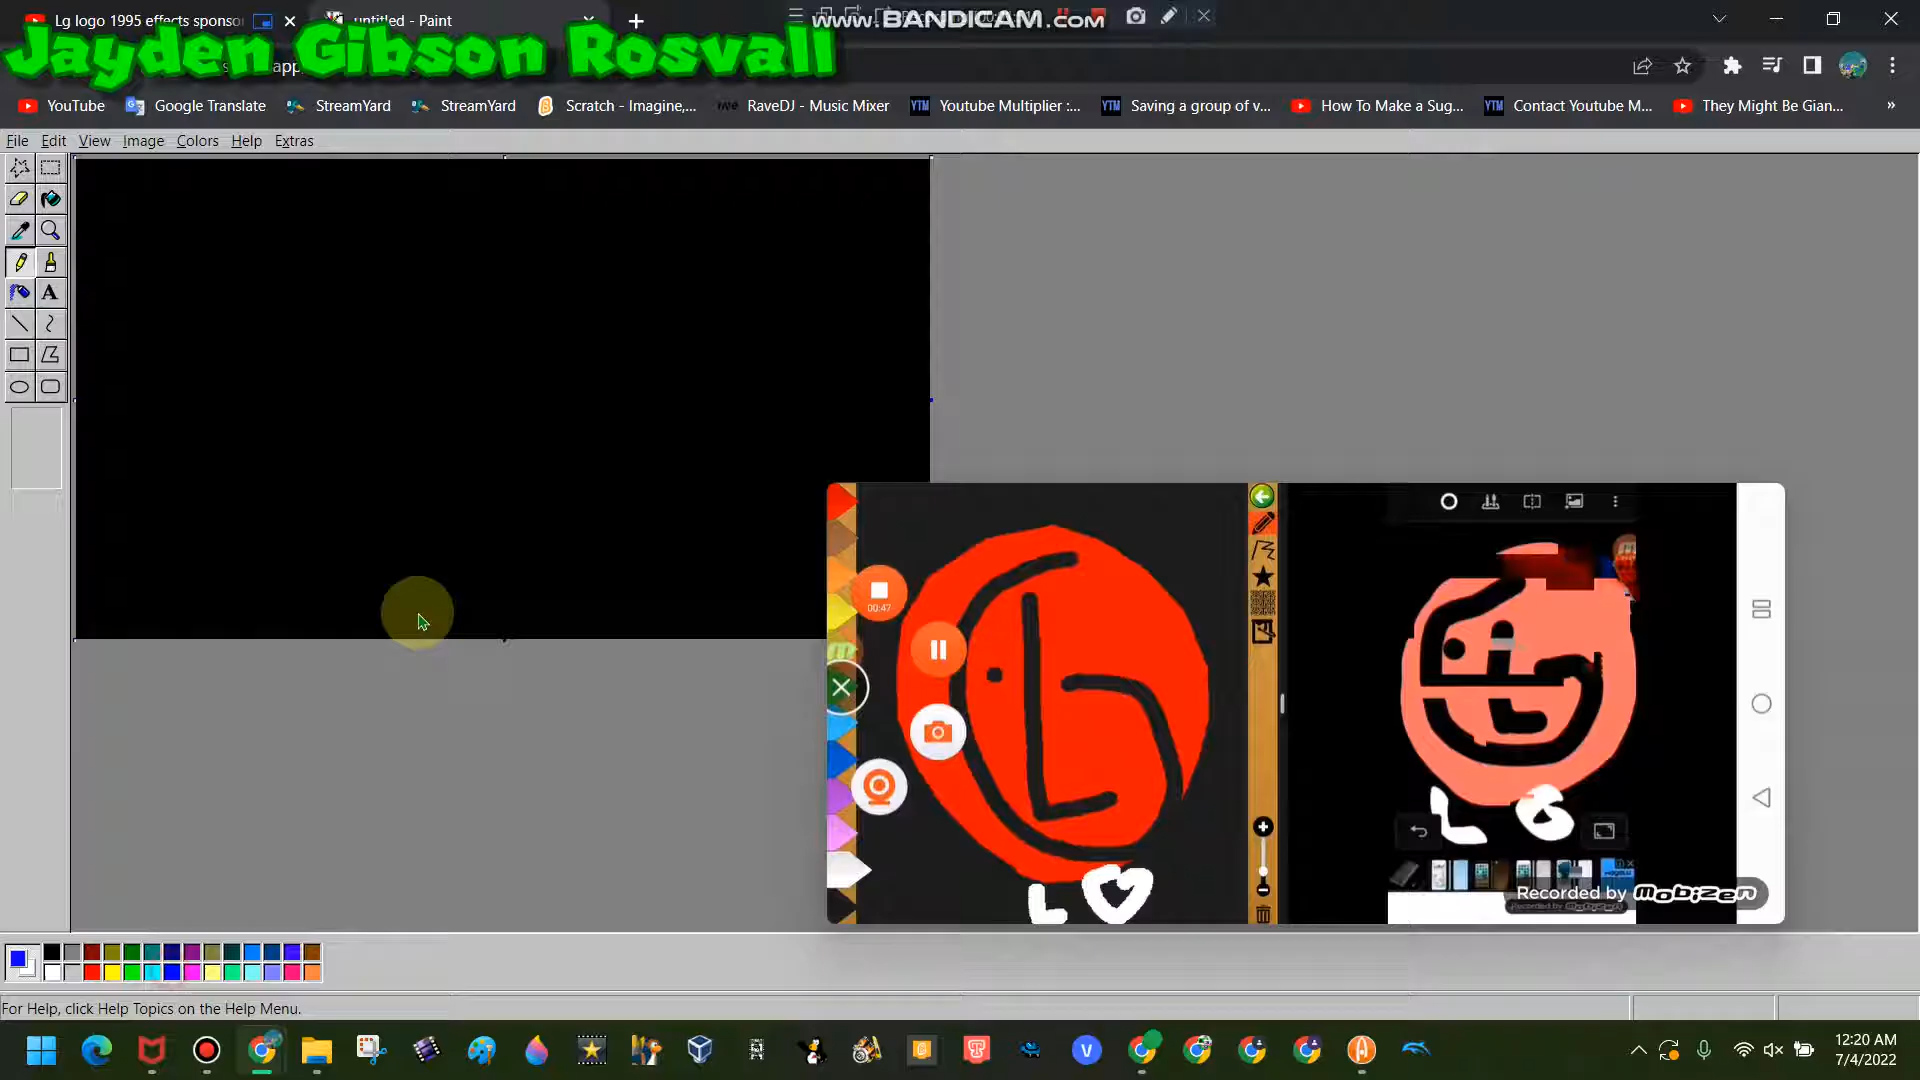 Lg logo 1995 effects sponso
untitled - Paint
www.BANDICAM.com
Jayden Gibson Rosvall
YouTube Google Translate StreamYard StreamYard Scratch - Imagine,... RaveDJ - Music Mixer Youtube Multiplier :... Saving a group of v... How To Make a Sug... Contact Youtube M... They Might Be Gian... »
File Edit View Image Colors Help Extras
A
00:47
L G
L
Recorded by mobizen
For Help, click Help Topics on the Help Menu.
12:20 AM
7/4/2022